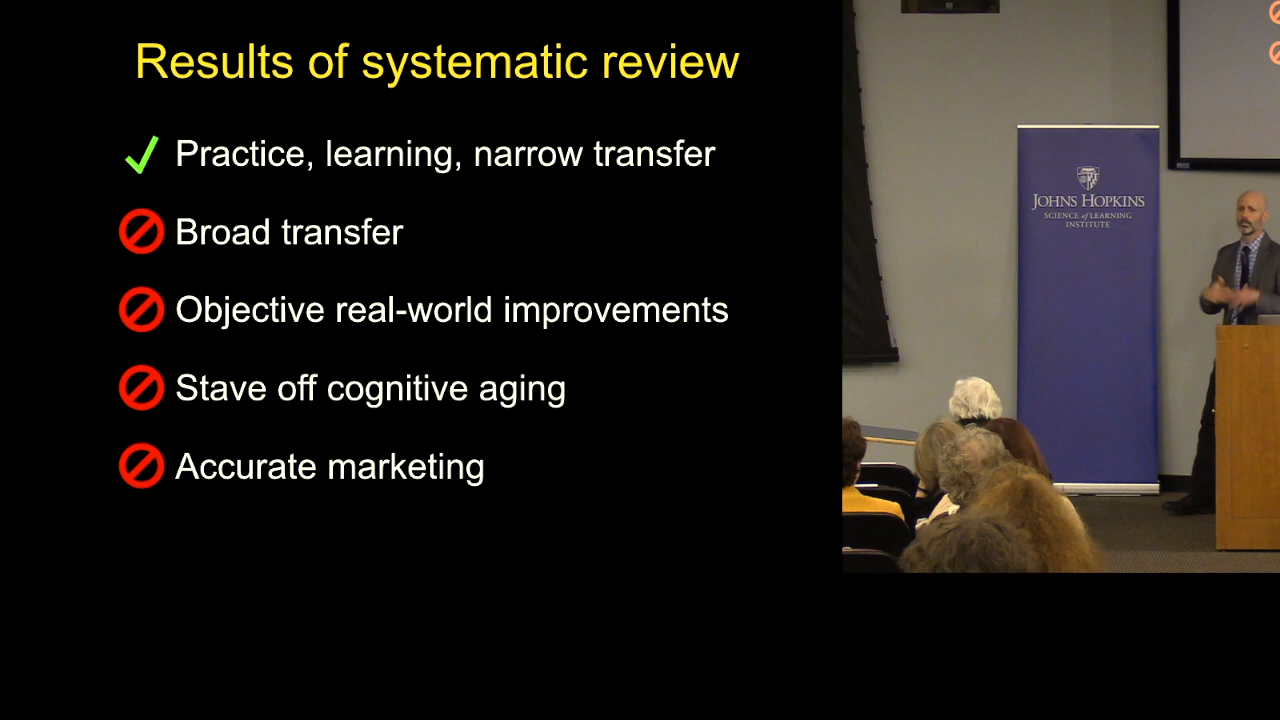 Results of systematic review
Practice, learning, narrow transfer
Broad transfer
Objective real-world improvements
Stave off cognitive aging
Accurate marketing
JOHNS HOPKINS
SCIENCE of LEARNING
INSTITUTE